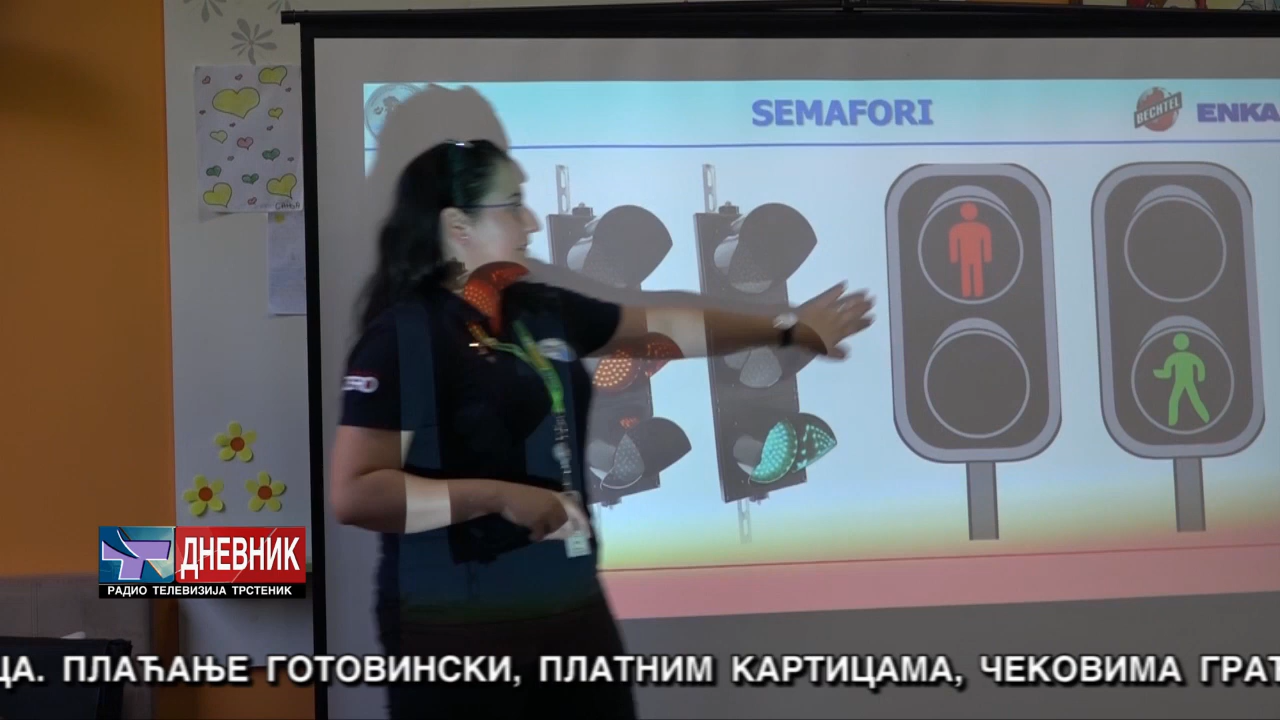 SEMAFORI
BECHTEL
ENKA
ДНЕВНИК
РАДИО ТЕЛЕВИЗИЈА ТРСТЕНИК
ЦА. ПЛАЋАЊЕ ГОТОВИНСКИ, ПЛАТНИМ КАРТИЦАМА, ЧЕКОВИМА ГРАТ